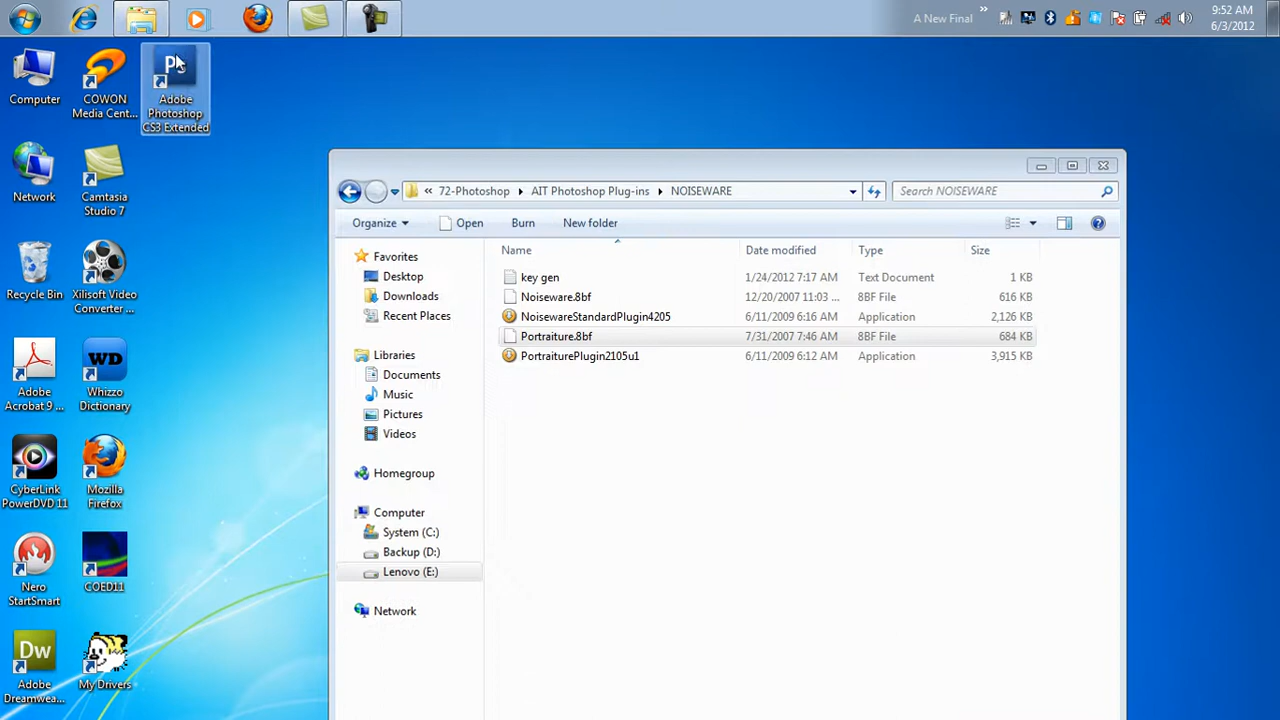 A New Final
9:52 AM
6/3/2012
Computer
COWON
Media Cent...
Ps
Adobe
Photoshop
CS3 Extended
Network
Camtasia
Studio 7
Recycle Bin
Xilisoft Video
Converter ...
Adobe
Acrobat 9 ...
WD
Whizzo
Dictionary
CyberLink
PowerDVD 11
Mozilla
Firefox
Nero
StartSmart
COED11
Dw
Adobe
Dreamwea...
My Drivers
« 72-Photoshop AIT Photoshop Plug-ins NOISEWARE
Search NOISEWARE
Organize Open Burn New folder
Favorites
Desktop
Downloads
Recent Places
Libraries
Documents
Music
Pictures
Videos
Homegroup
Computer
System (C:)
Backup (D:)
Lenovo (E:)
Network
Name Date modified Type Size
key gen 1/24/2012 7:17 AM Text Document 1 KB
Noiseware.8bf 12/20/2007 11:03 ... 8BF File 616 KB
NoisewareStandardPlugin4205 6/11/2009 6:16 AM Application 2,126 KB
Portraiture.8bf 7/31/2007 7:46 AM 8BF File 684 KB
PortraiturePlugin2105u1 6/11/2009 6:12 AM Application 3,915 KB